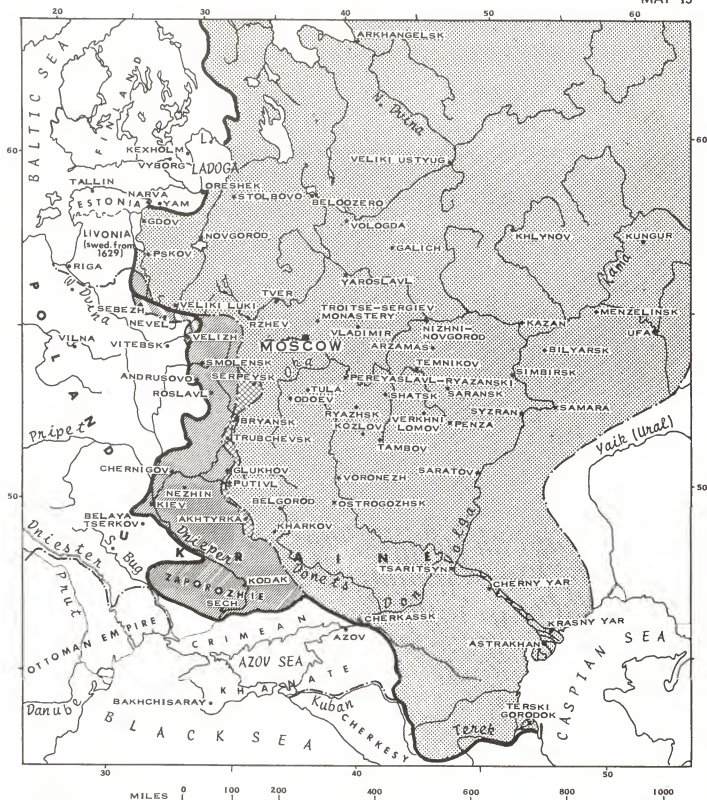 MAP 15
20
30
40
50
60
ARKHANGELSK
BALTIC SEA
FINLAND
N. Dvina
KEXHOLM
VYBORG
L.
LADOGA
VELIKI USTYUG
60
60
TALLIN
NARVA
YAM
ORESHEK
STOLBOVO
BELOOZERO
ESTONIA
GDOV
VOLOGDA
LIVONIA
(swed. from
1629)
NOVGOROD
GALICH
KHLYNOV
KUNGUR
PSKOV
RIGA
YAROSLAVL
Kama
W. Dvina
TVER
SEBEZH
VELIKI LUKI
TROITSE-SERGIEV
MONASTERY
MENZELINSK
NEVEL
RZHEV
VLADIMIR
NIZHNI-
NOVGOROD
KAZAN
UFA
VILNA
VITEBSK
VELIZH
MOSCOW
ARZAMAS
BILYARSK
Oka
TEMNIKOV
SMOLENSK
SIMBIRSK
ANDRUSOVO
SERPEYSK
PEREYASLAVL-RYAZANSKI
POLAND
TULA
SHATSK
SARANSK
ROSLAVL
ODOEV
RYAZHSK
VERKHNI
LOMOV
SYZRAN
SAMARA
BRYANSK
KOZLOV
PENZA
Pripet
TRUBCHEVSK
TAMBOV
Yaik (Ural)
CHERNIGOV
GLUKHOV
VORONEZH
SARATOV
50
50
PUTIVL
NEZHIN
KIEV
BELGOROD
OSTROGOZHSK
BELAYA
TSERKOV
AKHTYRKA
KHARKOV
Volga
Dniester
UKRAINE
Dnieper
S. Bug
Donets
TSARITSYN
Prut
KODAK
Don
CHERNY YAR
ZAPOROZHIE
SECH
CHERKASSK
KRASNY YAR
OTTOMAN EMPIRE
CRIMEAN
AZOV
ASTRAKHAN
CASPIAN SEA
AZOV SEA
KHANATE
BAKHCHISARAY
Kuban
TERSKI
GORODOK
Danube
CHERKESY
Terek
BLACK SEA
30
40
50
MILES 0 100 200 400 600 800 1000